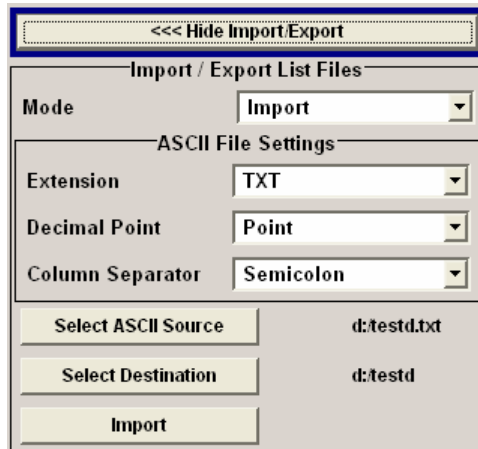 <<< Hide Import/Export
Import / Export List Files
Mode Import
ASCII File Settings
Extension TXT
Decimal Point Point
Column Separator Semicolon
Select ASCII Source d:/testd.txt
Select Destination d:/testd
Import